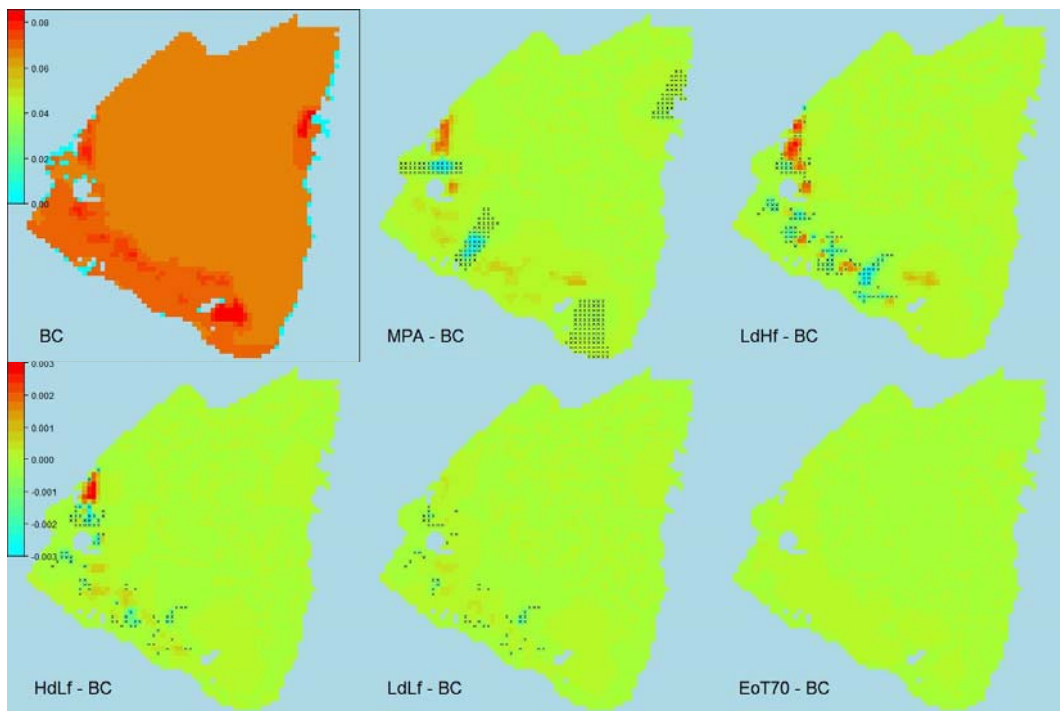 0.08
0.06
0.04
0.02
0.00
BC
MPA - BC
LdHf - BC
0.003
0.002
0.001
0.000
-0.001
-0.002
-0.003
HdLf - BC
LdLf - BC
EoT70 - BC